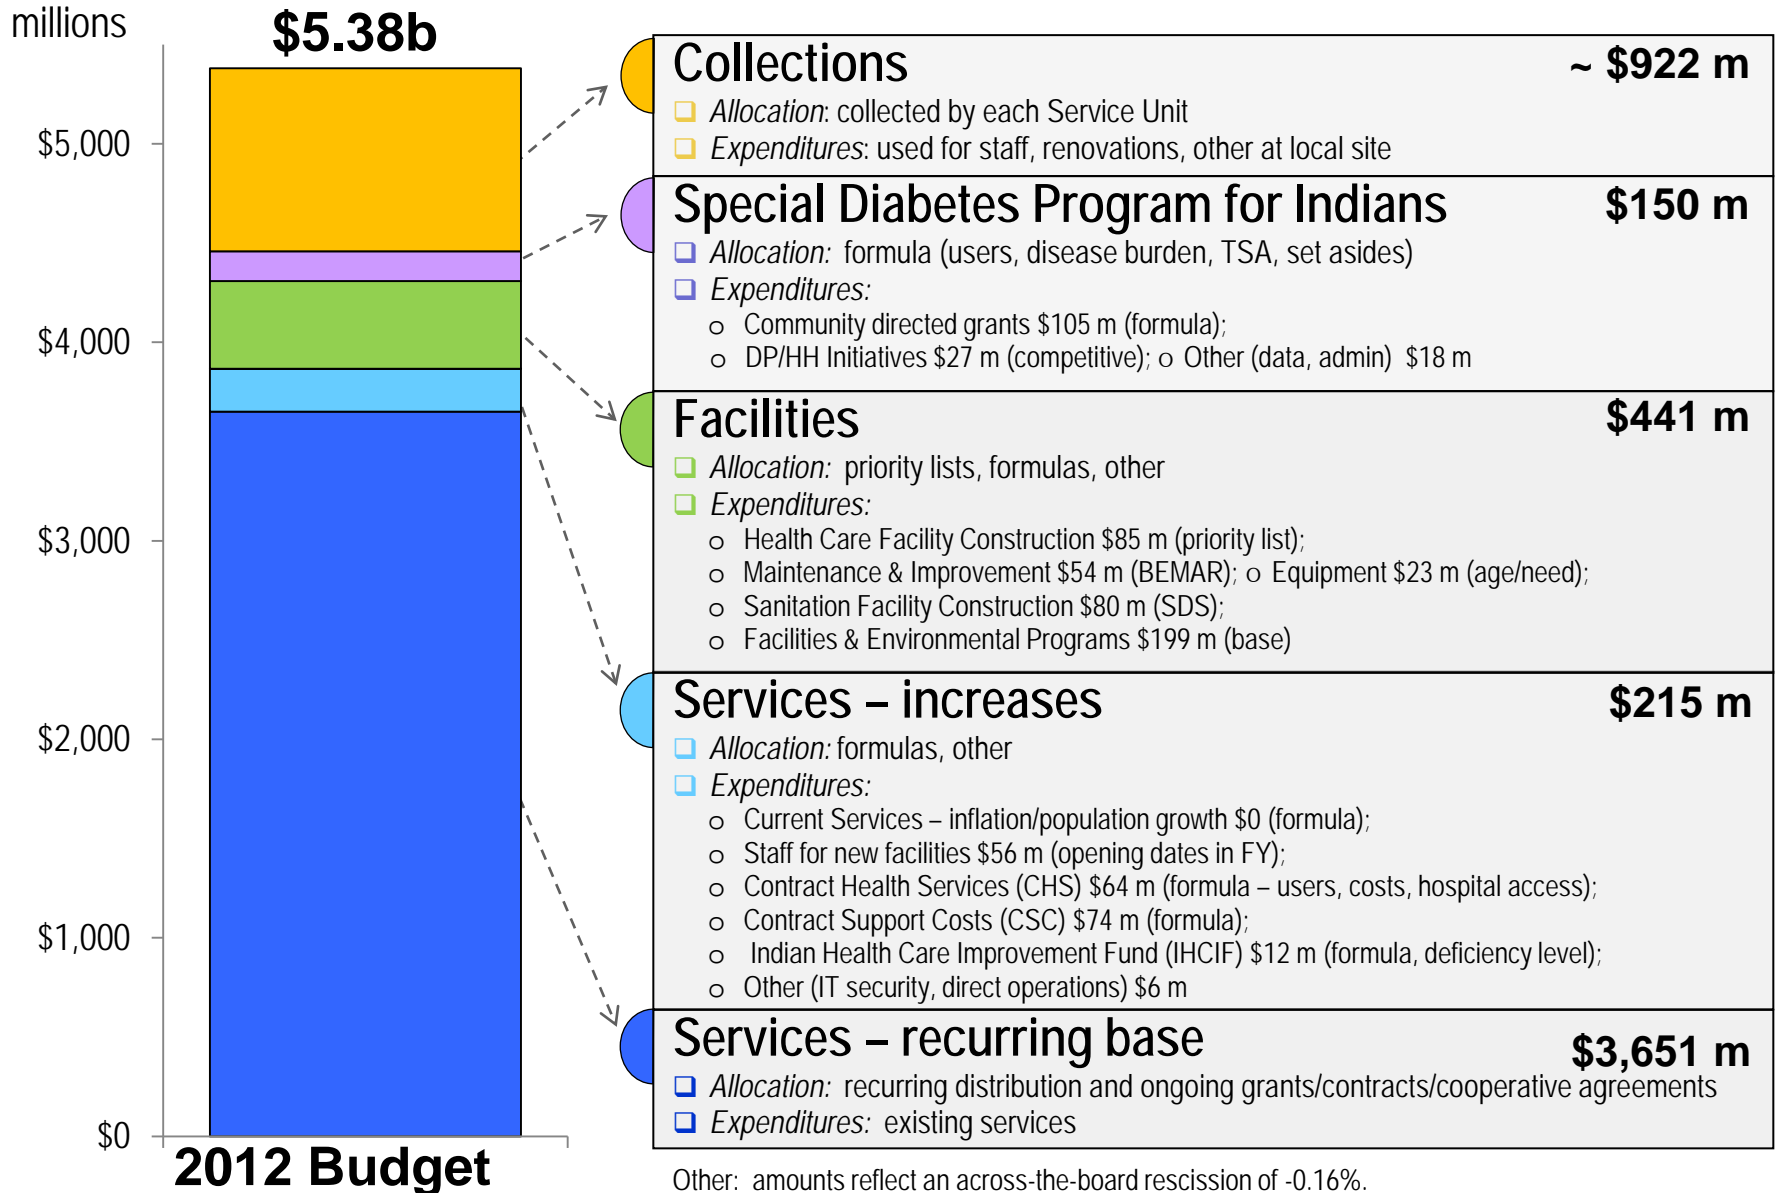 millions
$5.38b
$5,000
$4,000
$3,000
$2,000
$1,000
$0
2012 Budget
Collections ~ $922 m
❑ Allocation: collected by each Service Unit
❑ Expenditures: used for staff, renovations, other at local site
Special Diabetes Program for Indians $150 m
❑ Allocation: formula (users, disease burden, TSA, set asides)
❑ Expenditures:
o Community directed grants $105 m (formula);
o DP/HH Initiatives $27 m (competitive); o Other (data, admin) $18 m
Facilities $441 m
❑ Allocation: priority lists, formulas, other
❑ Expenditures:
o Health Care Facility Construction $85 m (priority list);
o Maintenance & Improvement $54 m (BEMAR); o Equipment $23 m (age/need);
o Sanitation Facility Construction $80 m (SDS);
o Facilities & Environmental Programs $199 m (base)
Services – increases $215 m
❑ Allocation: formulas, other
❑ Expenditures:
o Current Services – inflation/population growth $0 (formula);
o Staff for new facilities $56 m (opening dates in FY);
o Contract Health Services (CHS) $64 m (formula – users, costs, hospital access);
o Contract Support Costs (CSC) $74 m (formula);
o Indian Health Care Improvement Fund (IHCIF) $12 m (formula, deficiency level);
o Other (IT security, direct operations) $6 m
Services – recurring base $3,651 m
❑ Allocation: recurring distribution and ongoing grants/contracts/cooperative agreements
❑ Expenditures: existing services
Other: amounts reflect an across-the-board rescission of -0.16%.